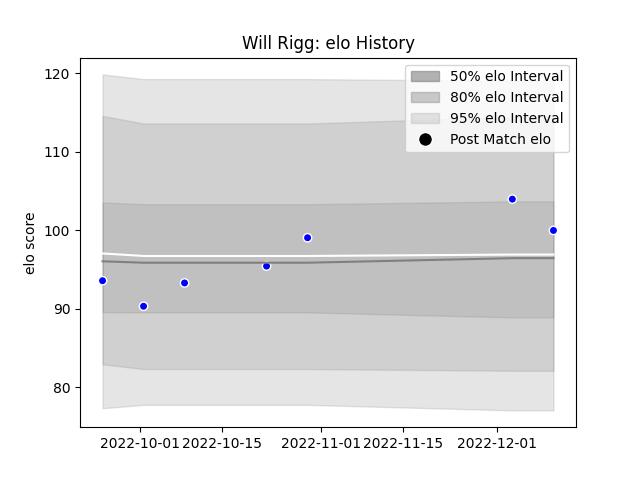 Will Rigg: elo History
120
110
100
90
80
elo score
50% elo Interval
80% elo Interval
95% elo Interval
Post Match elo
2022-10-01 2022-10-15 2022-11-01 2022-11-15 2022-12-01